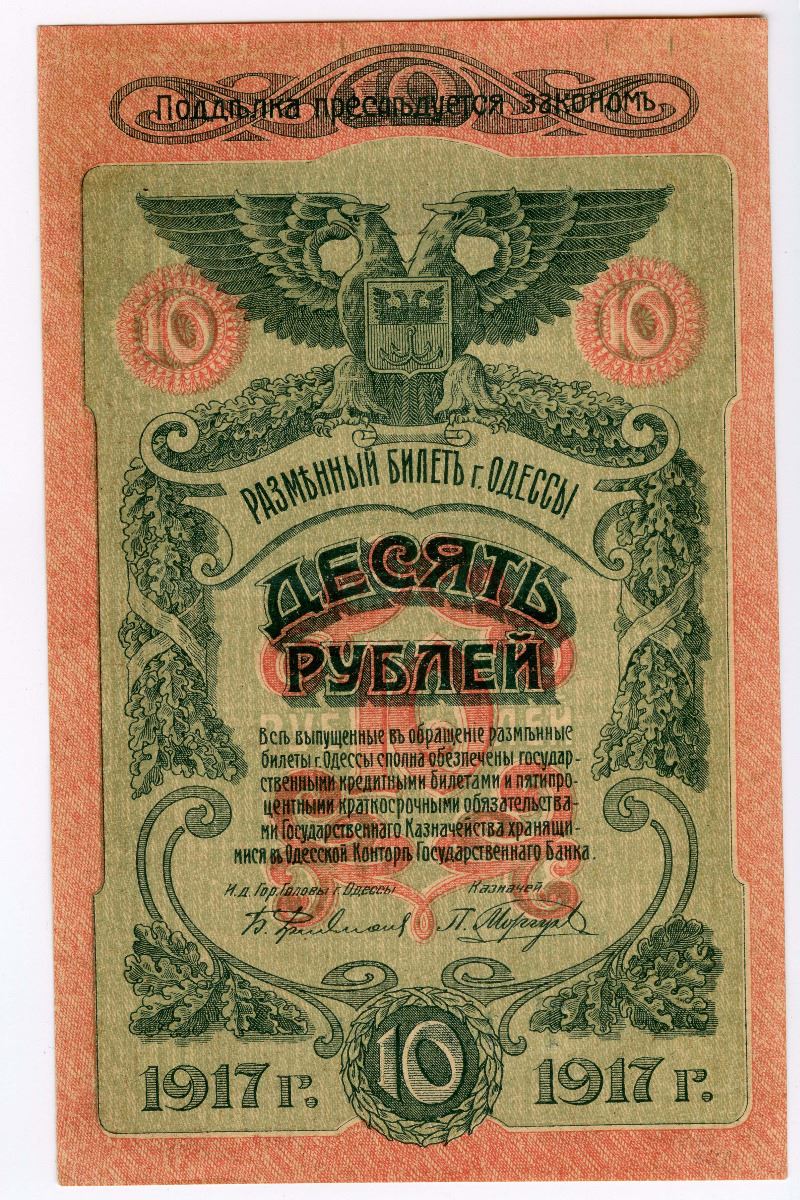 Поддѣлка преслѣдуется закономъ
10 10
РАЗМѢННЫЙ БИЛЕТЪ г. ОДЕССЫ
ДЕСЯТЬ
РУБЛЕЙ
Всѣ выпущенные въ обращеніе размѣнные
билеты г. Одессы сполна обезпечены государ-
ственными кредитными билетами и пятипро-
центными краткосрочными обязательства-
ми Государственнаго Казначейства хранящи-
мися въ Одесской Конторѣ Государственнаго Банка.
И.д. Гор. Головы г. Одессы Казначей
1917 г. 10 1917 г.